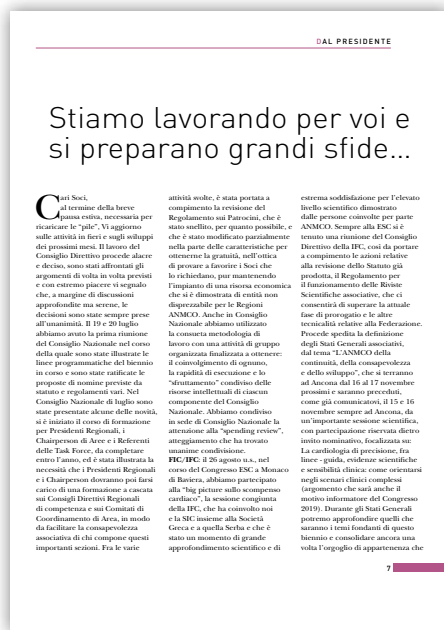 DAL PRESIDENTE
Stiamo lavorando per voi e
si preparano grandi sfide...
Cari Soci,
al termine della breve
pausa estiva, necessaria per
ricaricare le “pile”, Vi aggiorno
sulle attività in fieri e sugli sviluppi
dei prossimi mesi. Il lavoro del
Consiglio Direttivo procede alacre
e deciso, sono stati affrontati gli
argomenti di volta in volta previsti
e con estremo piacere vi segnalo
che, a margine di discussioni
approfondite ma serene, le
decisioni sono state sempre prese
all’unanimità. Il 19 e 20 luglio
abbiamo avuto la prima riunione
del Consiglio Nazionale nel corso
della quale sono state illustrate le
linee programmatiche del biennio
in corso e sono state ratificate le
proposte di nomine previste da
statuto e regolamenti vari. Nel
Consiglio Nazionale di luglio sono
state presentate alcune delle novità,
si è iniziato il corso di formazione
per Presidenti Regionali, i
Chairperson di Aree e i Referenti
delle Task Force, da completare
entro l’anno, ed è stata illustrata la
necessità che i Presidenti Regionali
e i Chairperson dovranno poi farsi
carico di una formazione a cascata
sui Consigli Direttivi Regionali
di competenza e sui Comitati di
Coordinamento di Area, in modo
da facilitare la consapevolezza
associativa di chi compone questi
importanti sezioni. Fra le varie
attività svolte, è stata portata a
compimento la revisione del
Regolamento sui Patrocini, che è
stato snellito, per quanto possibile, e
che è stato modificato parzialmente
nella parte delle caratteristiche per
ottenerne la gratuità, nell’ottica
di provare a favorire i Soci che
lo richiedano, pur mantenendo
l’impianto di una risorsa economica
che si è dimostrata di entità non
disprezzabile per le Regioni
ANMCO. Anche in Consiglio
Nazionale abbiamo utilizzato
la consueta metodologia di
lavoro con una attività di gruppo
organizzata finalizzata a ottenere:
il coinvolgimento di ognuno,
la rapidità di esecuzione e lo
“sfruttamento” condiviso delle
risorse intellettuali di ciascun
componente del Consiglio
Nazionale. Abbiamo condiviso
in sede di Consiglio Nazionale la
attenzione alla “spending review”,
atteggiamento che ha trovato
unanime condivisione.
FIC/IFC: il 26 agosto u.s., nel
corso del Congresso ESC a Monaco
di Baviera, abbiamo partecipato
alla “big picture sullo scompenso
cardiaco”, la sessione congiunta
della IFC, che ha coinvolto noi
e la SIC insieme alla Società
Greca e a quella Serba e che è
stato un momento di grande
approfondimento scientifico e di
estrema soddisfazione per l’elevato
livello scientifico dimostrato
dalle persone coinvolte per parte
ANMCO. Sempre alla ESC si è
tenuto una riunione del Consiglio
Direttivo della IFC, così da portare
a compimento le azioni relative
alla revisione dello Statuto già
prodotta, il Regolamento per
il funzionamento delle Riviste
Scientifiche associative, che ci
consentirà di superare la attuale
fase di prorogatio e le altre
tecnicalità relative alla Federazione.
Procede spedita la definizione
degli Stati Generali associativi,
dal tema “L’ANMCO della
continuità, della consapevolezza
e dello sviluppo”, che si terranno
ad Ancona dal 16 al 17 novembre
prossimi e saranno preceduti,
come già comunicatovi, il 15 e 16
novembre sempre ad Ancona, da
un’importante sessione scientifica,
con partecipazione riservata dietro
invito nominativo, focalizzata su:
La cardiologia di precisione, fra
linee - guida, evidenze scientifiche
e sensibilità clinica: come orientarsi
negli scenari clinici complessi
(argomento che sarà anche il
motivo informatore del Congresso
2019). Durante gli Stati Generali
potremo approfondire quelli che
saranno i temi fondanti di questo
biennio e consolidare ancora una
volta l’orgoglio di appartenenza che
7